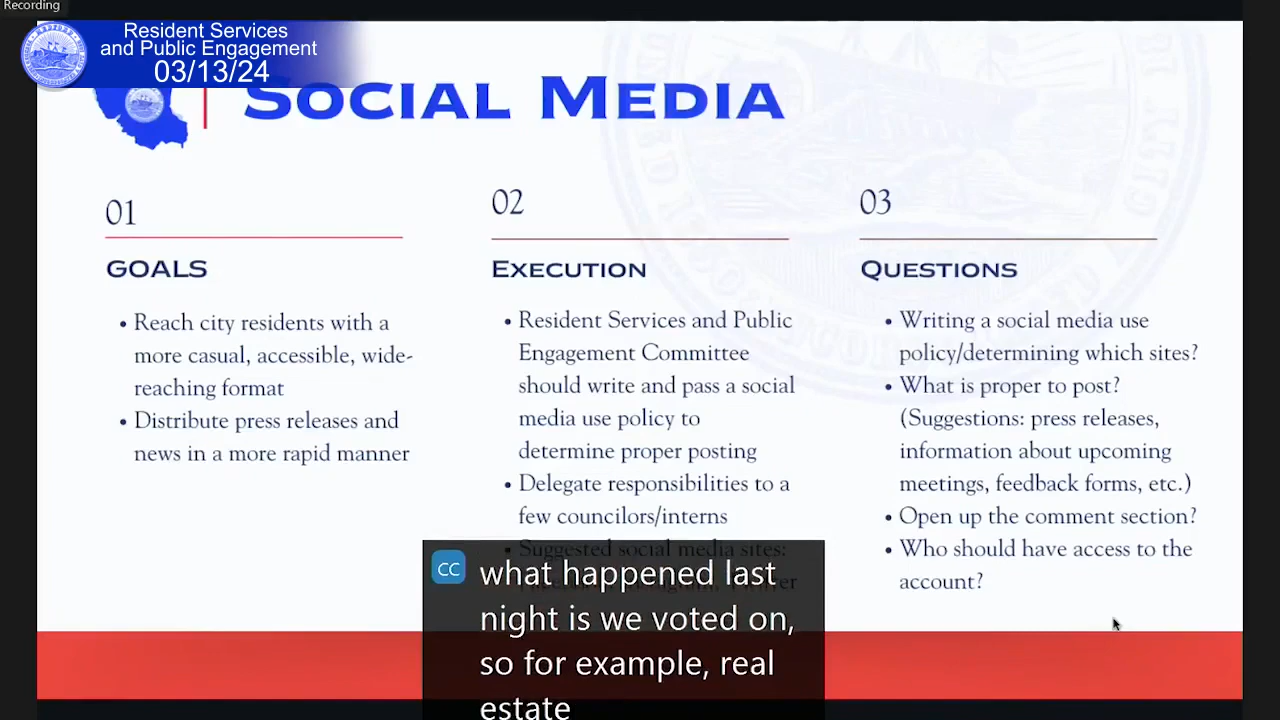 Recording
Resident Services
and Public Engagement
03/13/24
SOCIAL MEDIA
01
GOALS
• Reach city residents with a
more casual, accessible, wide-
reaching format
• Distribute press releases and
news in a more rapid manner
02
EXECUTION
• Resident Services and Public
Engagement Committee
should write and pass a social
media use policy to
determine proper posting
• Delegate responsibilities to a
few councilors/interns
• Suggested social media sites:
03
QUESTIONS
• Writing a social media use
policy/determining which sites?
• What is proper to post?
(Suggestions: press releases,
information about upcoming
meetings, feedback forms, etc.)
• Open up the comment section?
• Who should have access to the
account?
CC
what happened last
night is we voted on,
so for example, real
estate